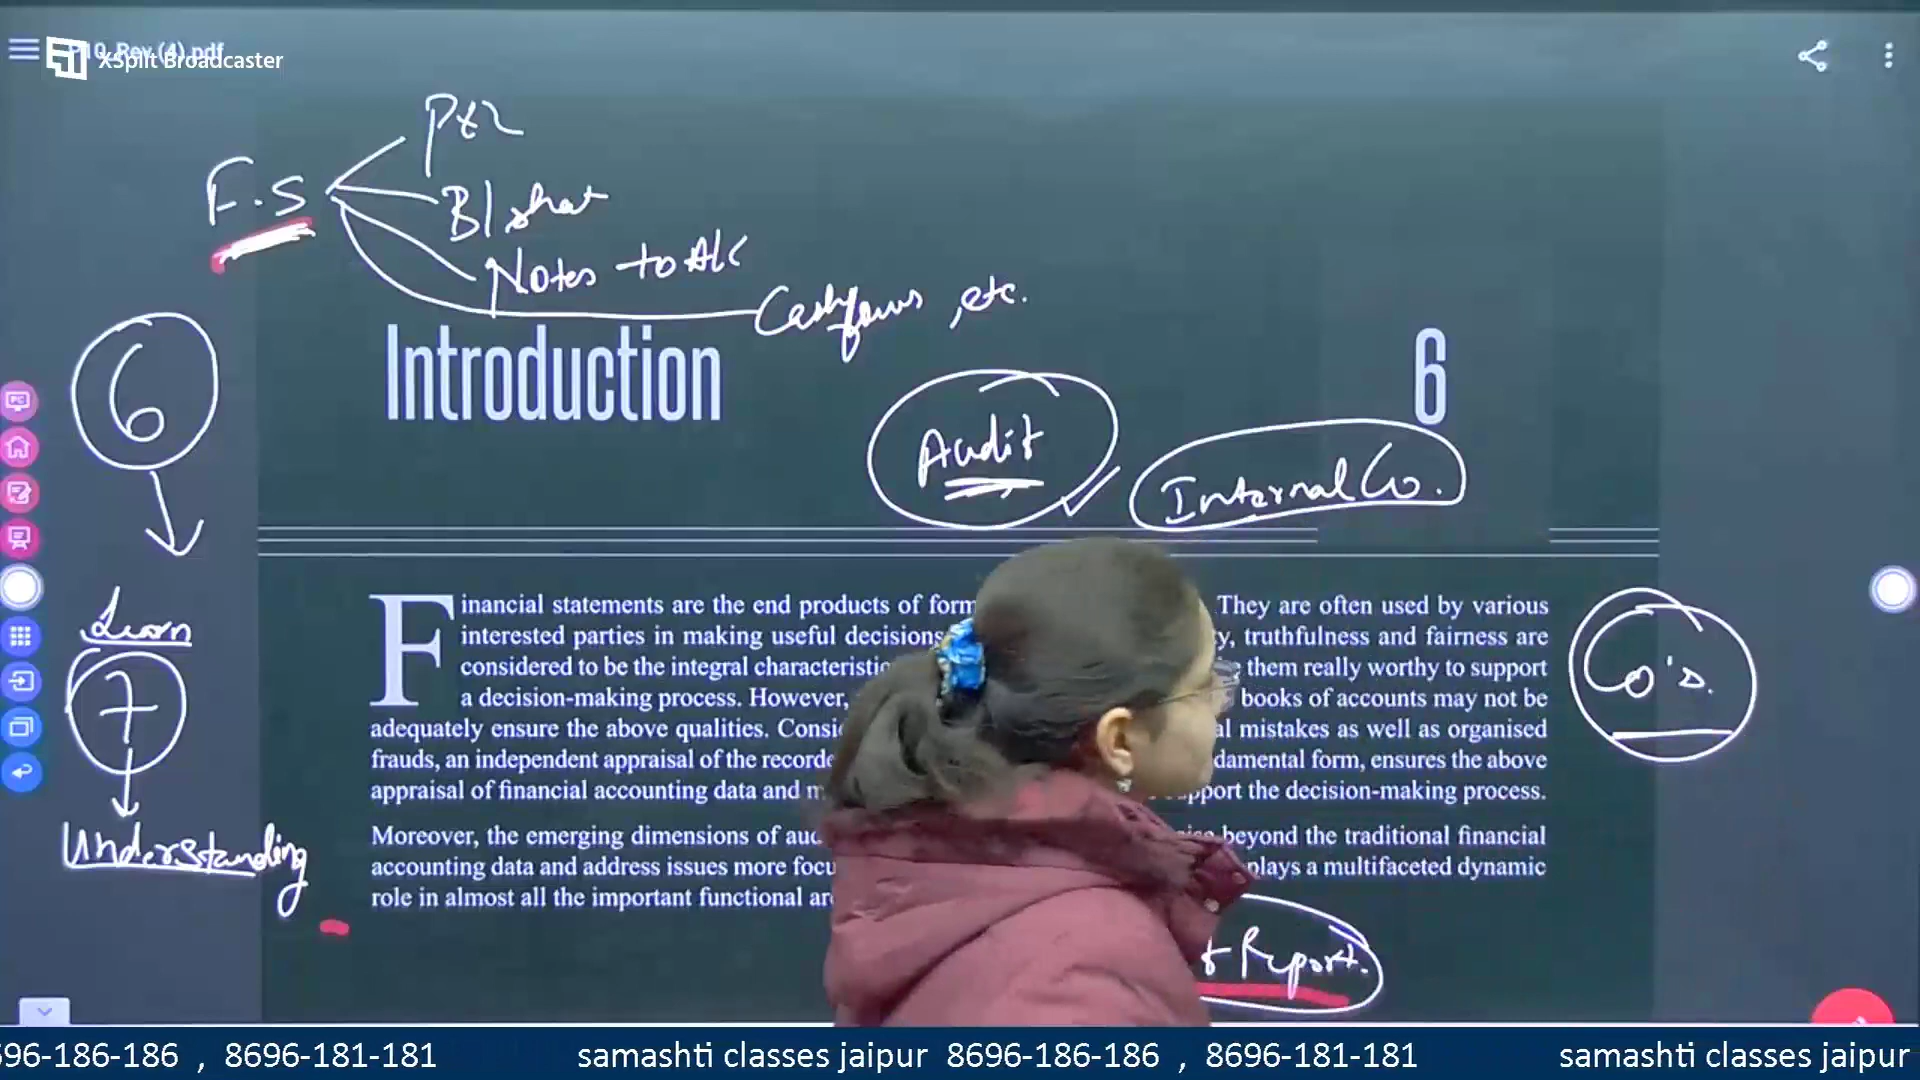 P10_Rev (4).pdf
XSplit Broadcaster
P&L
F.S
B/sheet
Notes to A/c
Cashflows, etc.
Introduction
6
6
Audit
Internal Co.
Learn
7
Understanding
Financial statements are the end products of form They are often used by various
interested parties in making useful decisions y, truthfulness and fairness are
considered to be the integral characteristic them really worthy to support
a decision-making process. However, books of accounts may not be
adequately ensure the above qualities. Consi al mistakes as well as organised
frauds, an independent appraisal of the recorde damental form, ensures the above
appraisal of financial accounting data and m upport the decision-making process.
Co's.
Moreover, the emerging dimensions of aud beyond the traditional financial
accounting data and address issues more focu plays a multifaceted dynamic
role in almost all the important functional are
t Report.
696-186-186 , 8696-181-181 samashti classes jaipur 8696-186-186 , 8696-181-181 samashti classes jaipur